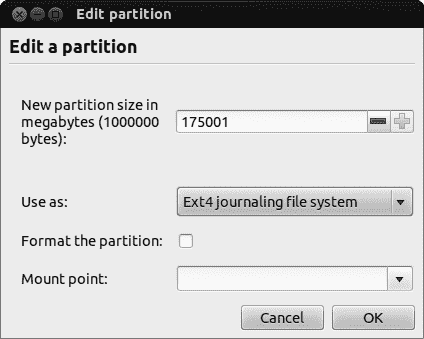 Edit partition
Edit a partition
New partition size in
megabytes (1000000
bytes):
175001
Use as:
Ext4 journaling file system
Format the partition:
Mount point:
Cancel
OK